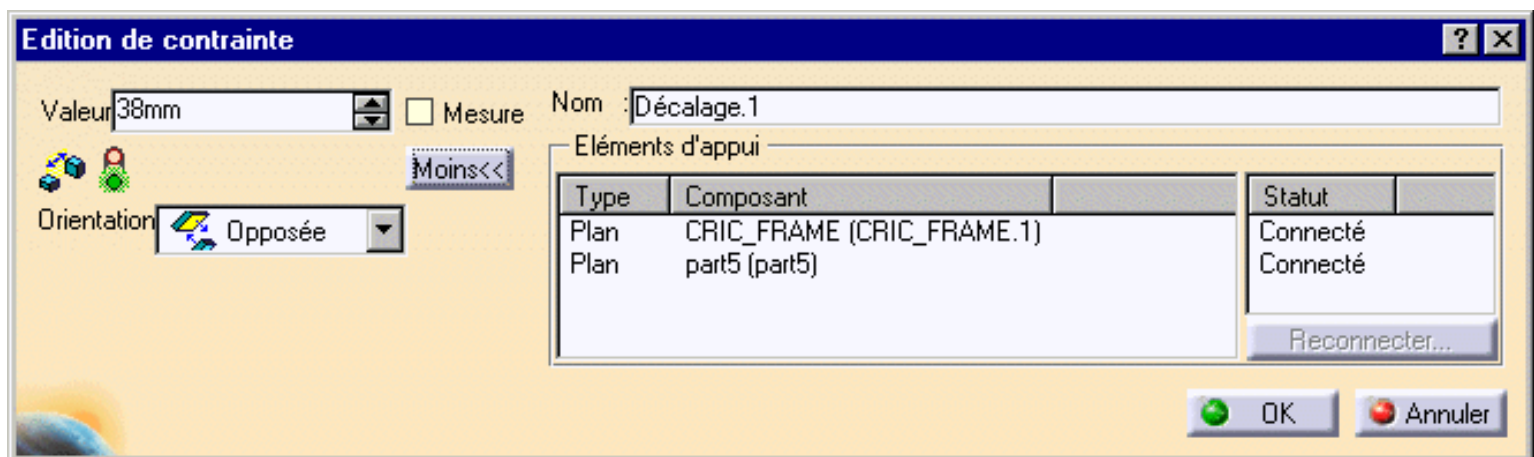 Edition de contrainte
Valeur 38mm Mesure
Moins<<
Orientation Opposée
Nom : Décalage.1
Eléments d'appui
Type Composant Statut
Plan CRIC_FRAME (CRIC_FRAME.1) Connecté
Plan part5 (part5) Connecté
Reconnecter...
OK Annuler